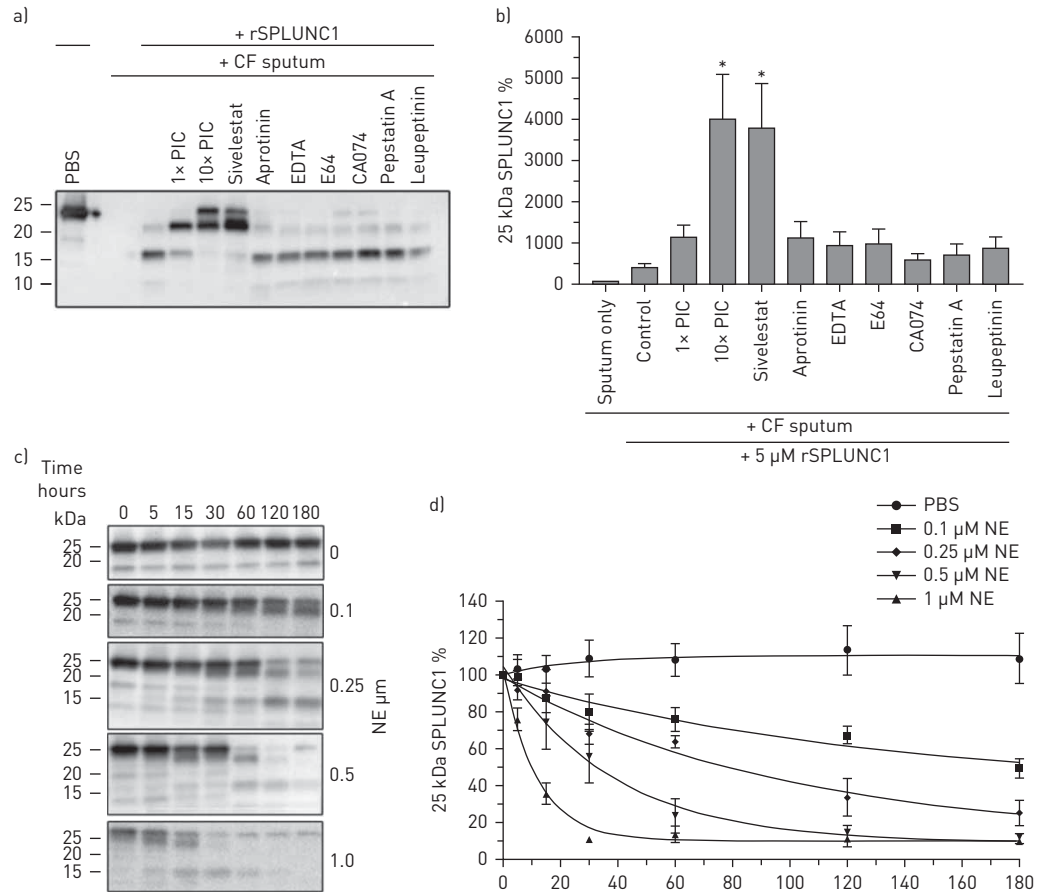 a)
+ rSPLUNC1
+ CF sputum
PBS
1× PIC
10× PIC
Sivelestat
Aprotinin
EDTA
E64
CA074
Pepstatin A
Leupeptinin
25
20
15
10
b)
25 kDa SPLUNC1 %
6000
5000
4000
3000
2000
1000
0
* *
Sputum only
Control
1× PIC
10× PIC
Sivelestat
Aprotinin
EDTA
E64
CA074
Pepstatin A
Leupeptinin
+ CF sputum
+ 5 µM rSPLUNC1
c)
Time
hours
0 5 15 30 60 120 180
kDa
25
20
0
25
20
0.1
25
20
15
0.25
25
20
15
0.5
25
20
15
1.0
NE µm
d)
PBS
0.1 µM NE
0.25 µM NE
0.5 µM NE
1 µM NE
25 kDa SPLUNC1 %
140
120
100
80
60
40
20
0
0 20 40 60 80 100 120 140 160 180